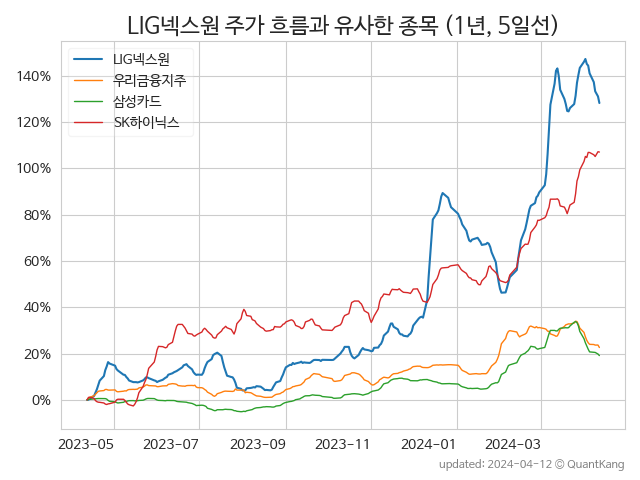 LIG넥스원 주가 흐름과 유사한 종목 (1년, 5일선)
LIG넥스원
우리금융지주
삼성카드
SK하이닉스
140%
120%
100%
80%
60%
40%
20%
0%
2023-05 2023-07 2023-09 2023-11 2024-01 2024-03
updated: 2024-04-12 © QuantKang